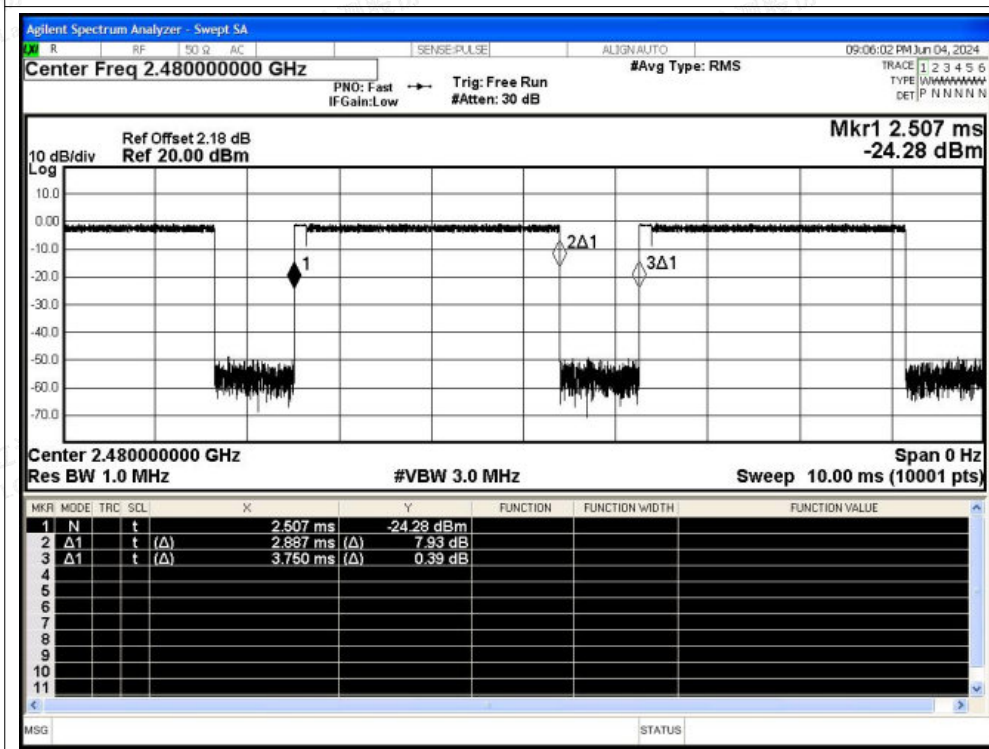 Agilent Spectrum Analyzer - Swept SA
LXI R RF 50 Ω AC SENSE:PULSE ALIGN AUTO 09:06:02 PM Jun 04, 2024
Center Freq 2.480000000 GHz #Avg Type: RMS TRACE 1 2 3 4 5 6
PNO: Fast Trig: Free Run TYPE
IFGain:Low #Atten: 30 dB DET P N N N N N
Mkr1 2.507 ms
Ref Offset 2.18 dB
10 dB/div Ref 20.00 dBm -24.28 dBm
Log
10.0
0.00
2Δ1
-10.0
1 3Δ1
-20.0
-30.0
-40.0
-50.0
-60.0
-70.0
Center 2.480000000 GHz Span 0 Hz
Res BW 1.0 MHz #VBW 3.0 MHz Sweep 10.00 ms (10001 pts)
MKR MODE TRC SCL X Y FUNCTION FUNCTION WIDTH FUNCTION VALUE
1 N t 2.507 ms -24.28 dBm
2 Δ1 t (Δ) 2.887 ms (Δ) 7.93 dB
3 Δ1 t (Δ) 3.750 ms (Δ) 0.39 dB
4
5
6
7
8
9
10
11
MSG STATUS